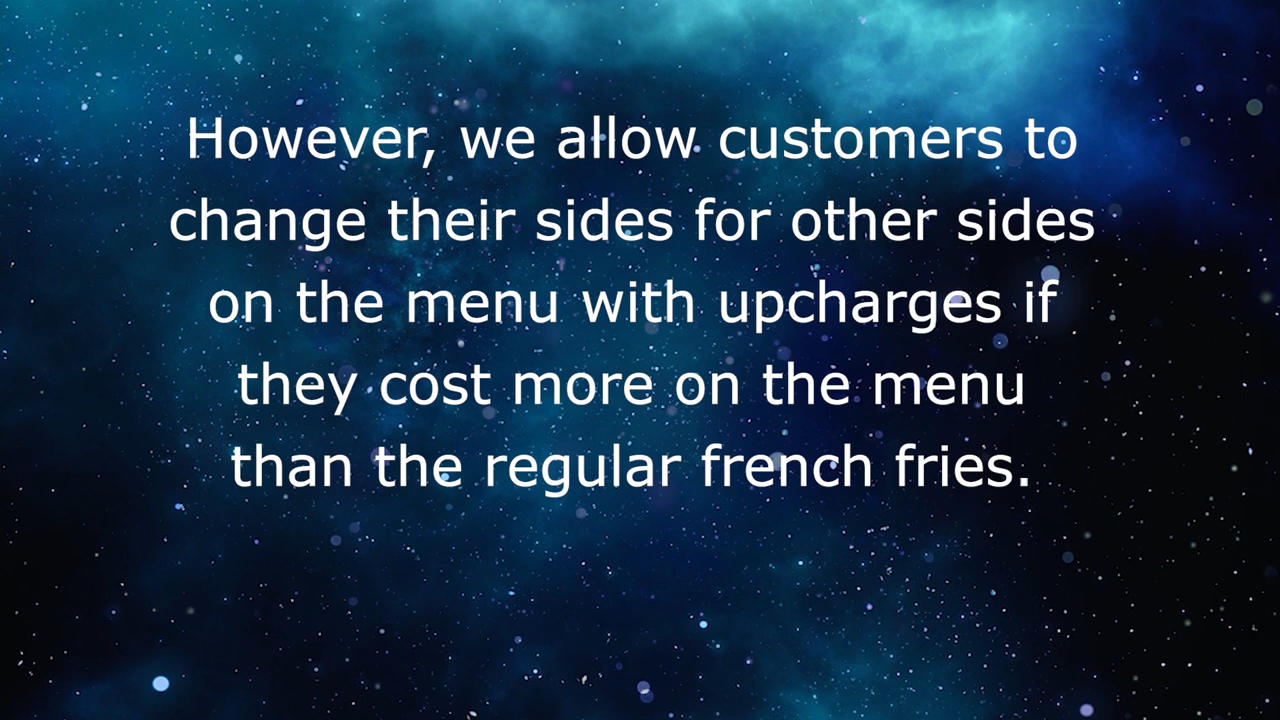 However, we allow customers to
change their sides for other sides
on the menu with upcharges if
they cost more on the menu
than the regular french fries.